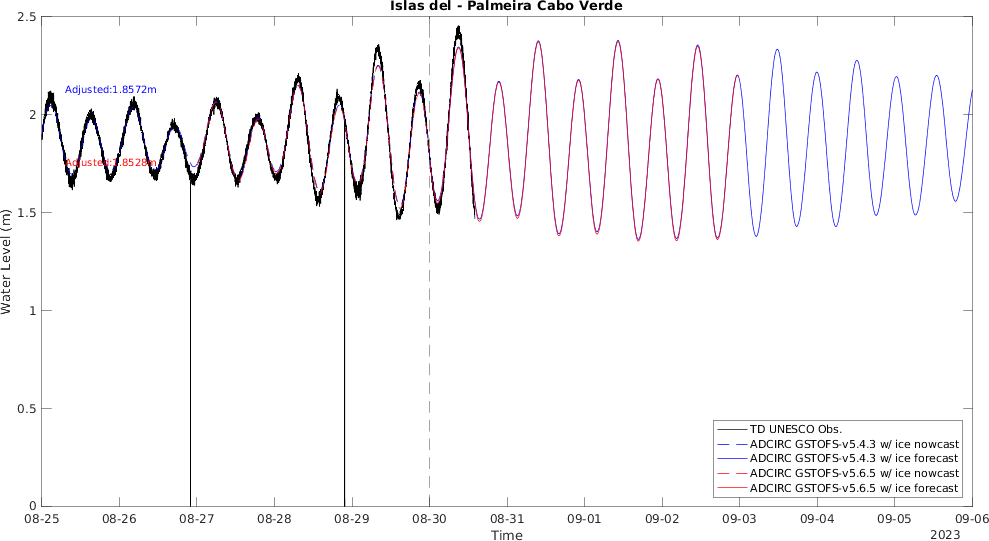 Islas del - Palmeira Cabo Verde
2.5
2
1.5
1
0.5
0
Water Level (m)
Adjusted:1.8572m
Adjusted:1.8528m
TD UNESCO Obs.
ADCIRC GSTOFS-v5.4.3 w/ ice nowcast
ADCIRC GSTOFS-v5.4.3 w/ ice forecast
ADCIRC GSTOFS-v5.6.5 w/ ice nowcast
ADCIRC GSTOFS-v5.6.5 w/ ice forecast
08-25 08-26 08-27 08-28 08-29 08-30 08-31 09-01 09-02 09-03 09-04 09-05 09-06
Time
2023